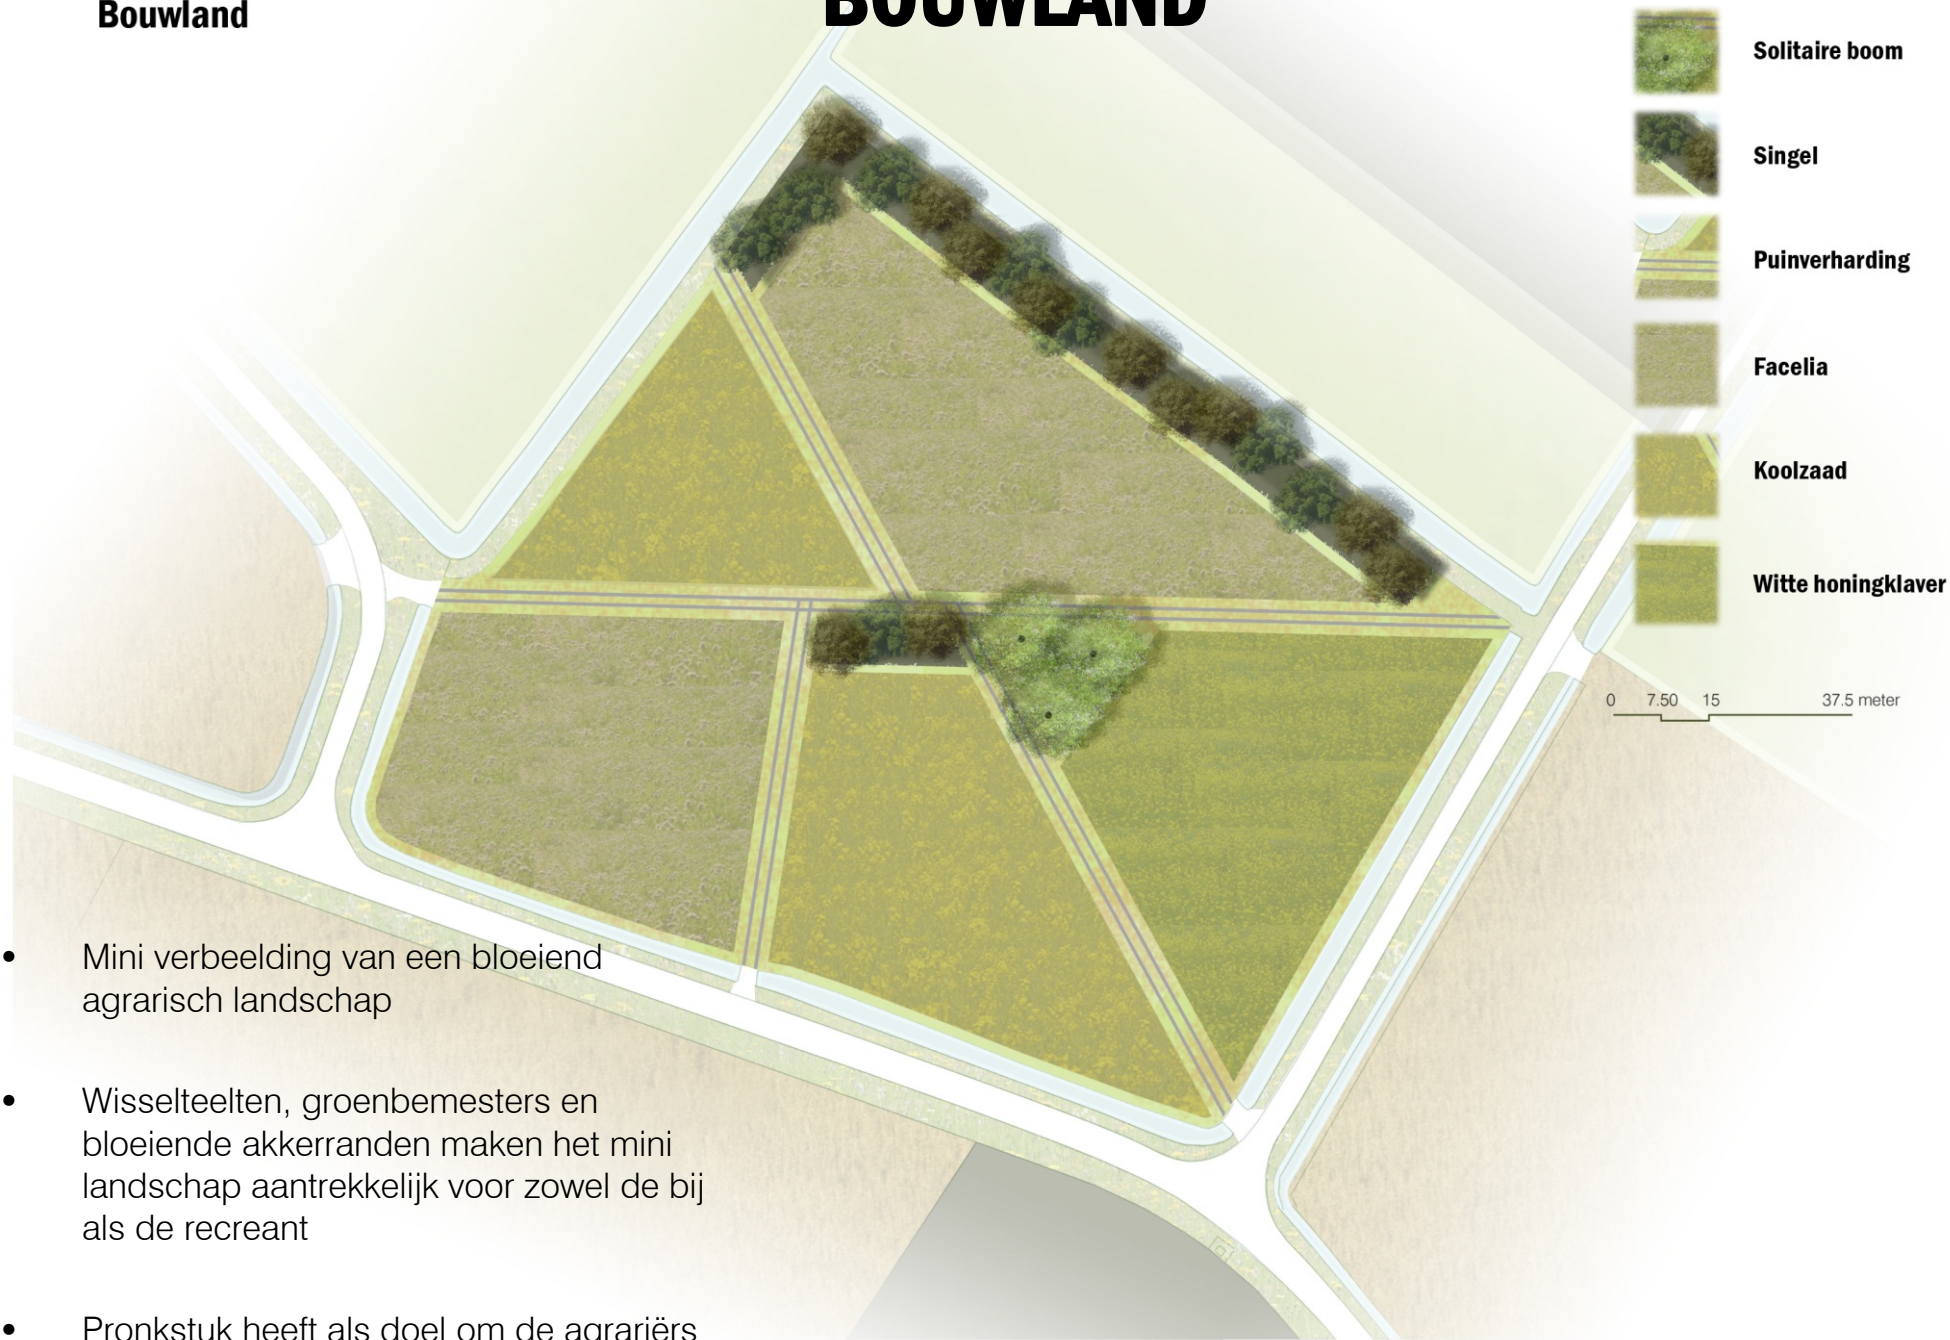 Bouwland
BOUWLAND
Solitaire boom
Singel
Puinverharding
Facelia
Koolzaad
Witte honingklaver
0 7.50 15 37.5 meter
• Mini verbeelding van een bloeiend
agrarisch landschap
• Wisselteelten, groenbemesters en
bloeiende akkerranden maken het mini
landschap aantrekkelijk voor zowel de bij
als de recreant
• Pronkstuk heeft als doel om de agrariërs